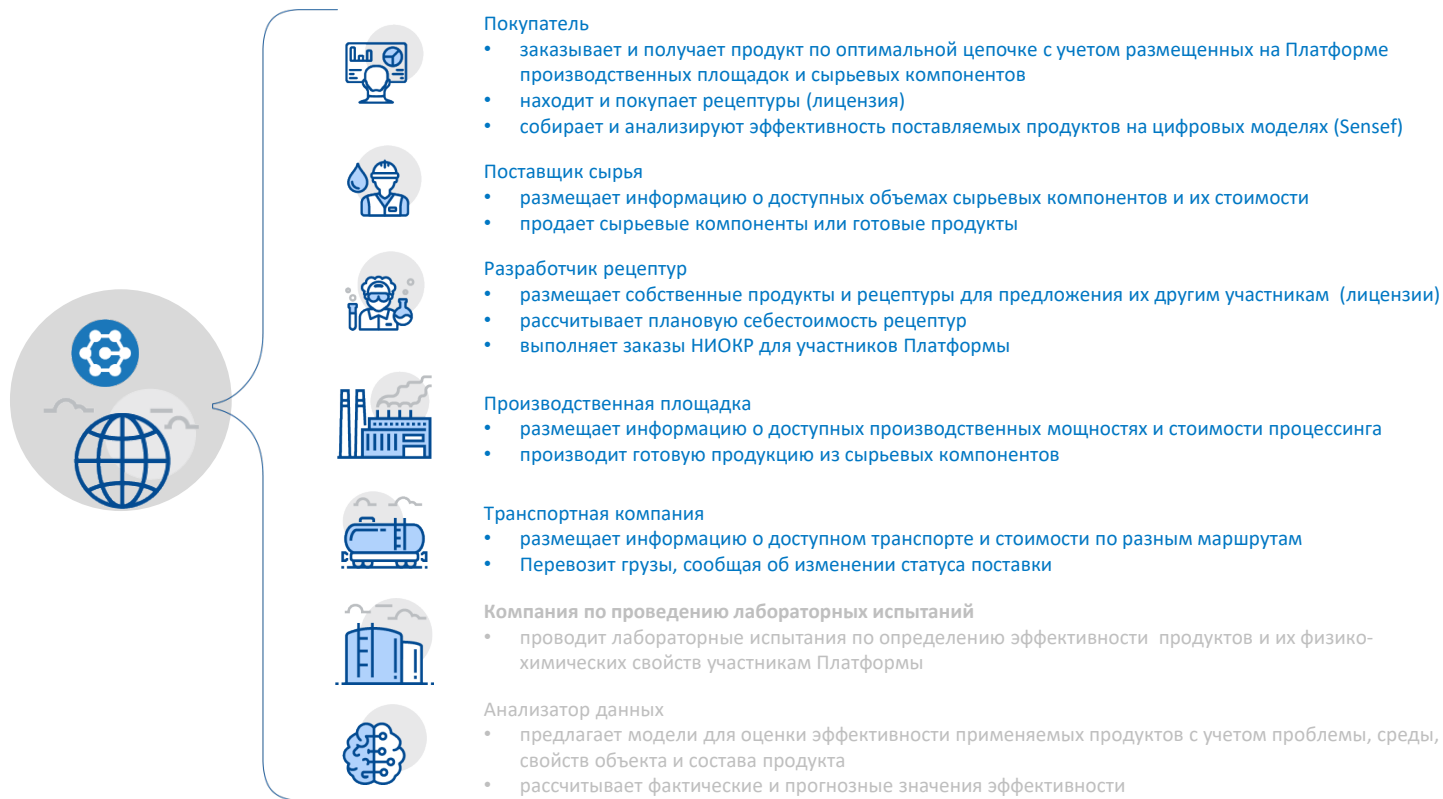 Покупатель
• заказывает и получает продукт по оптимальной цепочке с учетом размещенных на Платформе
производственных площадок и сырьевых компонентов
• находит и покупает рецептуры (лицензия)
• собирает и анализируют эффективность поставляемых продуктов на цифровых моделях (Sensef)
Поставщик сырья
• размещает информацию о доступных объемах сырьевых компонентов и их стоимости
• продает сырьевые компоненты или готовые продукты
Разработчик рецептур
• размещает собственные продукты и рецептуры для предложения их другим участникам (лицензии)
• рассчитывает плановую себестоимость рецептур
• выполняет заказы НИОКР для участников Платформы
Производственная площадка
• размещает информацию о доступных производственных мощностях и стоимости процессинга
• производит готовую продукцию из сырьевых компонентов
Транспортная компания
• размещает информацию о доступном транспорте и стоимости по разным маршрутам
• Перевозит грузы, сообщая об изменении статуса поставки
Компания по проведению лабораторных испытаний
• проводит лабораторные испытания по определению эффективности продуктов и их физико-
химических свойств участникам Платформы
Анализатор данных
• предлагает модели для оценки эффективности применяемых продуктов с учетом проблемы, среды,
свойств объекта и состава продукта
• рассчитывает фактические и прогнозные значения эффективности